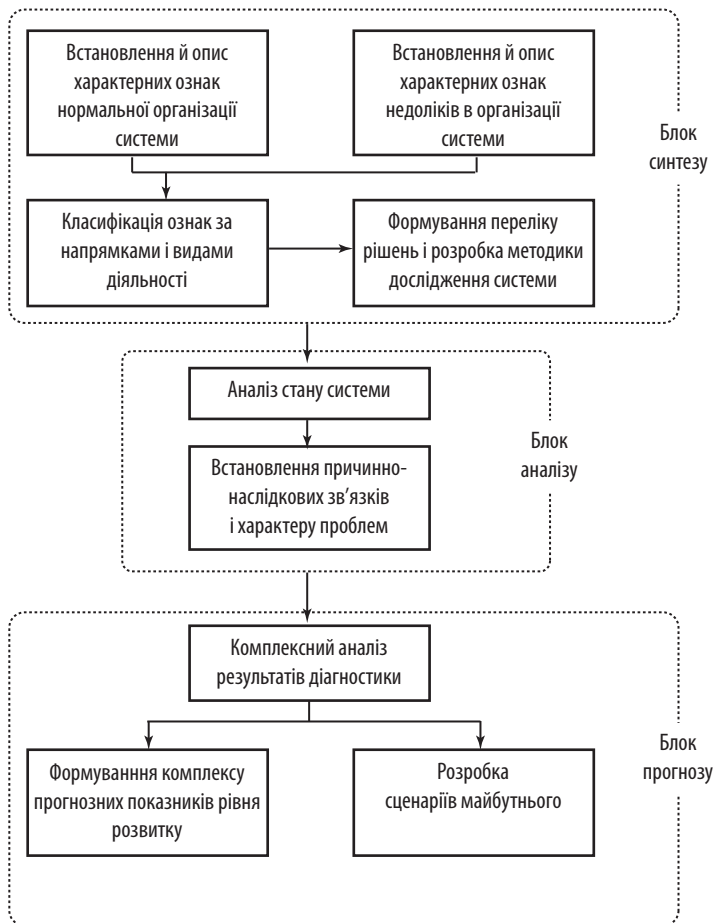 Встановлення й опис
характерних ознак
нормальної організації
системи
Встановлення й опис
характерних ознак
недоліків в організації
системи
Блок
синтезу
Класифікація ознак за
напрямками і видами
діяльності
Формування переліку
рішень і розробка методики
дослідження системи
Аналіз стану системи
Встановлення причинно-
наслідкових зв’язків
і характеру проблем
Блок
аналізу
Комплексний аналіз
результатів діагностики
Формуванння комплексу
прогнозних показників рівня
розвитку
Розробка
сценаріїв майбутнього
Блок
прогнозу